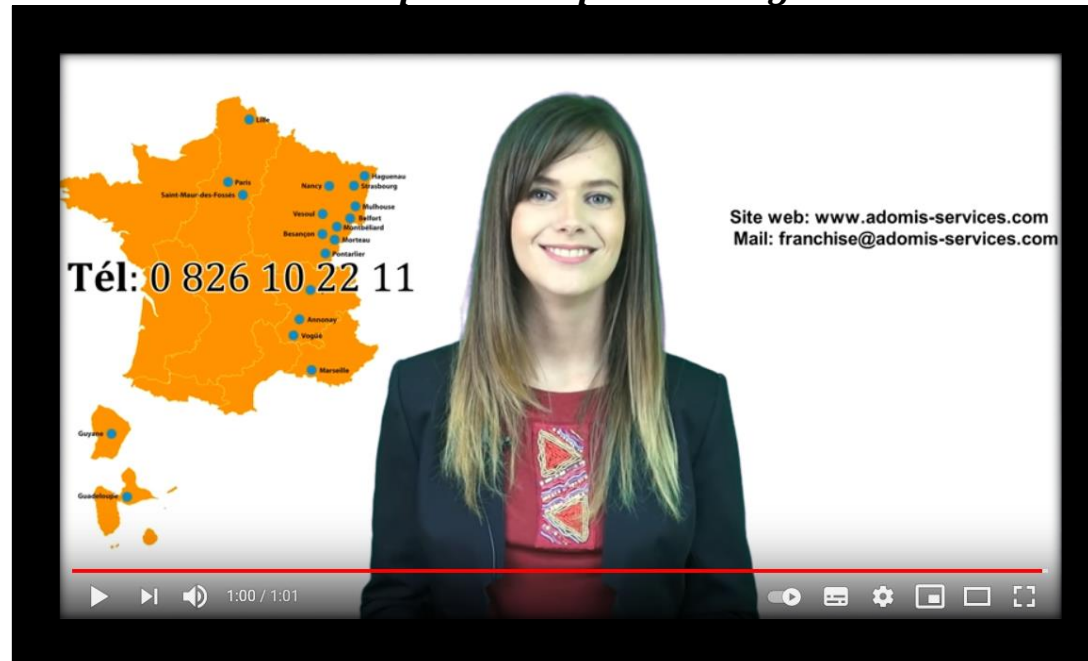 Lille
Paris
Saint-Maur-des-Fossés
Nancy
Haguenau
Strasbourg
Vesoul
Mulhouse
Belfort
Montbéliard
Besançon
Morteau
Pontarlier
Tél: 0 826 10 22 11
Annonay
Vogüé
Marseille
Guyane
Guadeloupe
Site web: www.adomis-services.com
Mail: franchise@adomis-services.com
1:00 / 1:01